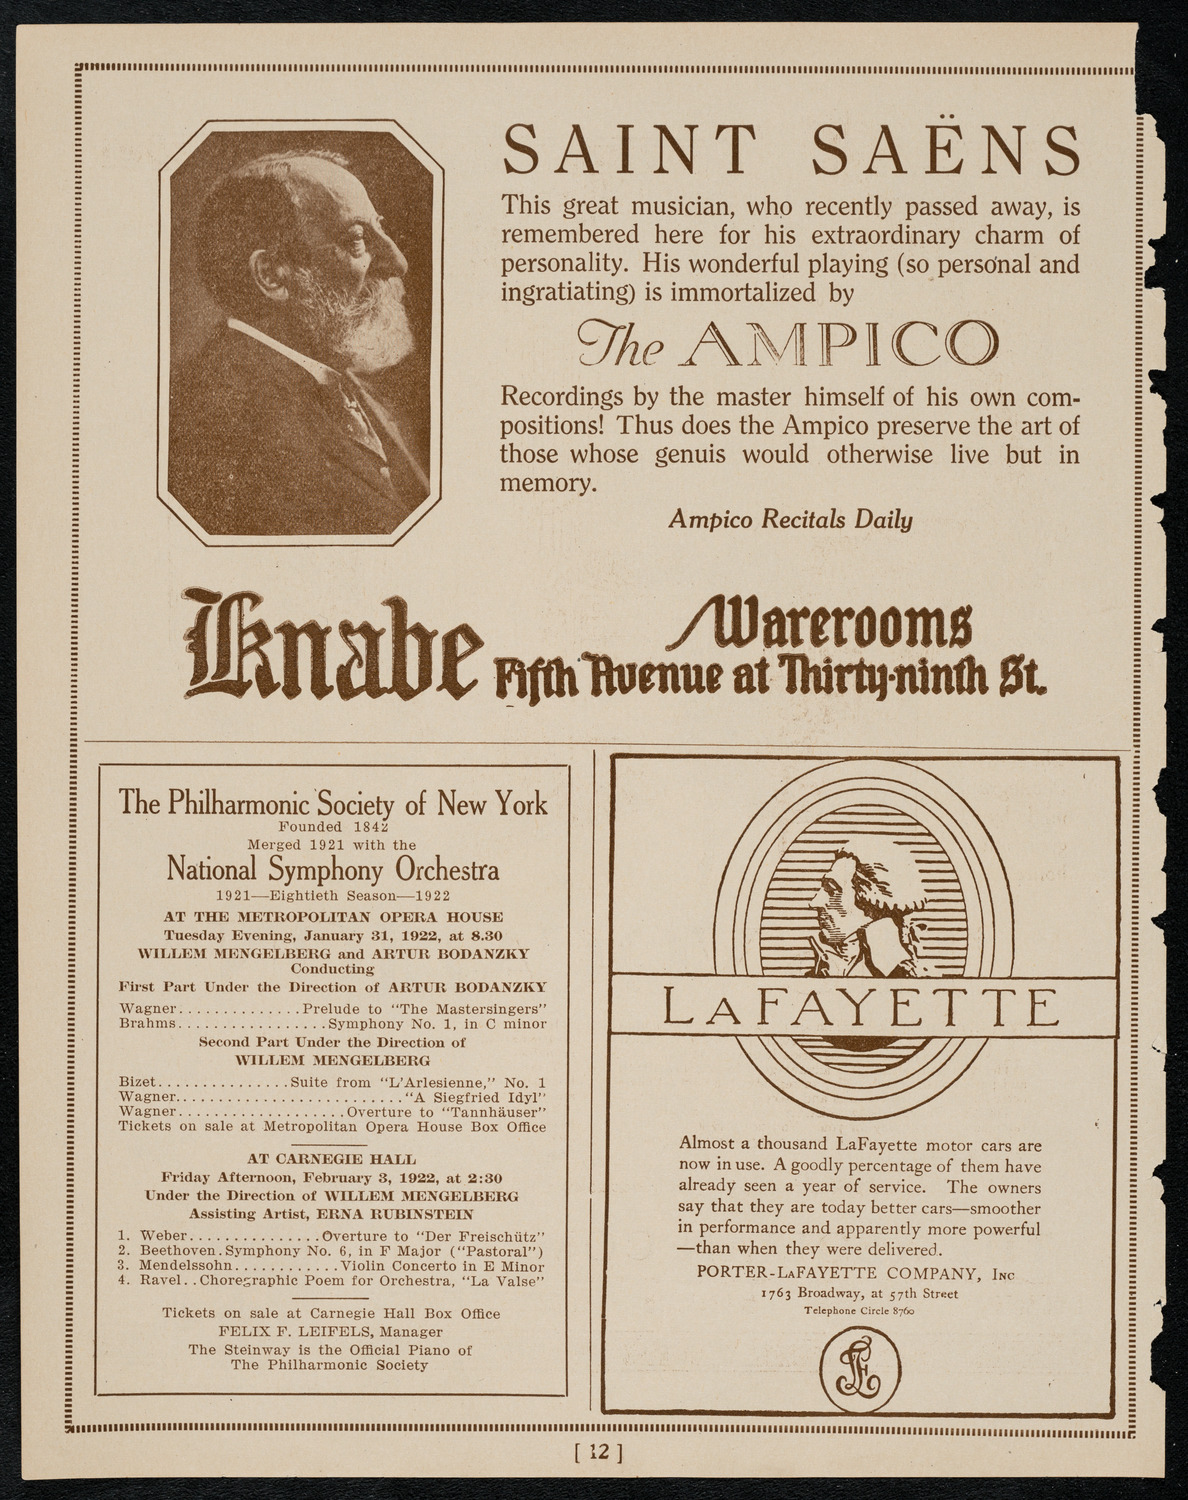 SAINT SAËNS
This great musician, who recently passed away, is
remembered here for his extraordinary charm of
personality. His wonderful playing (so personal and
ingratiating) is immortalized by
The AMPICO
Recordings by the master himself of his own com-
positions! Thus does the Ampico preserve the art of
those whose genuis would otherwise live but in
memory.
Ampico Recitals Daily
Knabe Warerooms
Fifth Avenue at Thirty-ninth St.
The Philharmonic Society of New York
Founded 1842
Merged 1921 with the
National Symphony Orchestra
1921—Eightieth Season—1922
AT THE METROPOLITAN OPERA HOUSE
Tuesday Evening, January 31, 1922, at 8.30
WILLEM MENGELBERG and ARTUR BODANZKY
Conducting
First Part Under the Direction of ARTUR BODANZKY
Wagner..............Prelude to "The Mastersingers"
Brahms.................Symphony No. 1, in C minor
Second Part Under the Direction of
WILLEM MENGELBERG
Bizet...............Suite from "L'Arlesienne," No. 1
Wagner..........................."A Siegfried Idyl"
Wagner...................Overture to "Tannhäuser"
Tickets on sale at Metropolitan Opera House Box Office
AT CARNEGIE HALL
Friday Afternoon, February 3, 1922, at 2:30
Under the Direction of WILLEM MENGELBERG
Assisting Artist, ERNA RUBINSTEIN
1. Weber...............Overture to "Der Freischütz"
2. Beethoven.Symphony No. 6, in F Major ("Pastoral")
3. Mendelssohn............Violin Concerto in E Minor
4. Ravel..Choregraphic Poem for Orchestra, "La Valse"
Tickets on sale at Carnegie Hall Box Office
FELIX F. LEIFELS, Manager
The Steinway is the Official Piano of
The Philharmonic Society
LAFAYETTE
Almost a thousand LaFayette motor cars are
now in use. A goodly percentage of them have
already seen a year of service. The owners
say that they are today better cars—smoother
in performance and apparently more powerful
—than when they were delivered.
PORTER-LAFAYETTE COMPANY, INC
1763 Broadway, at 57th Street
Telephone Circle 8760
[ 12 ]